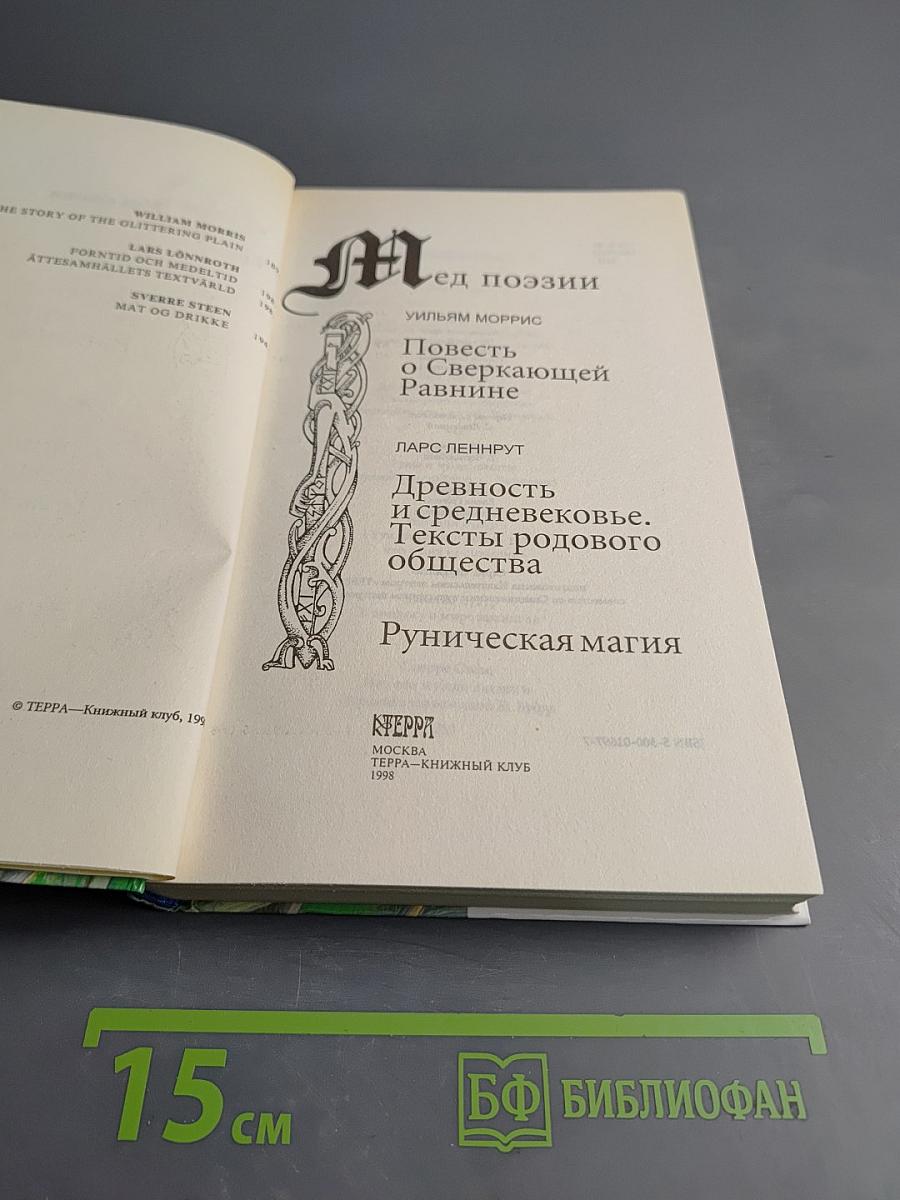 WILLIAM MORRIS
HE STORY OF THE GLITTERING PLAIN
LARS LÖNNROTH
FORNTID OCH MEDELTID
ÄTTESAMHÄLLETS TEXTVÄRLD
SVERRE STEEN
MAT OG DRIKKE
© ТЕРРА—Книжный клуб, 199
Мед поэзии
УИЛЬЯМ МОРРИС
Повесть
о Сверкающей
Равнине
ЛАРС ЛЕННРУТ
Древность
и средневековье.
Тексты родового
общества
Руническая магия
ТЕРРА
МОСКВА
ТЕРРА—КНИЖНЫЙ КЛУБ
1998
15 см
БФ БИБЛИОФАН